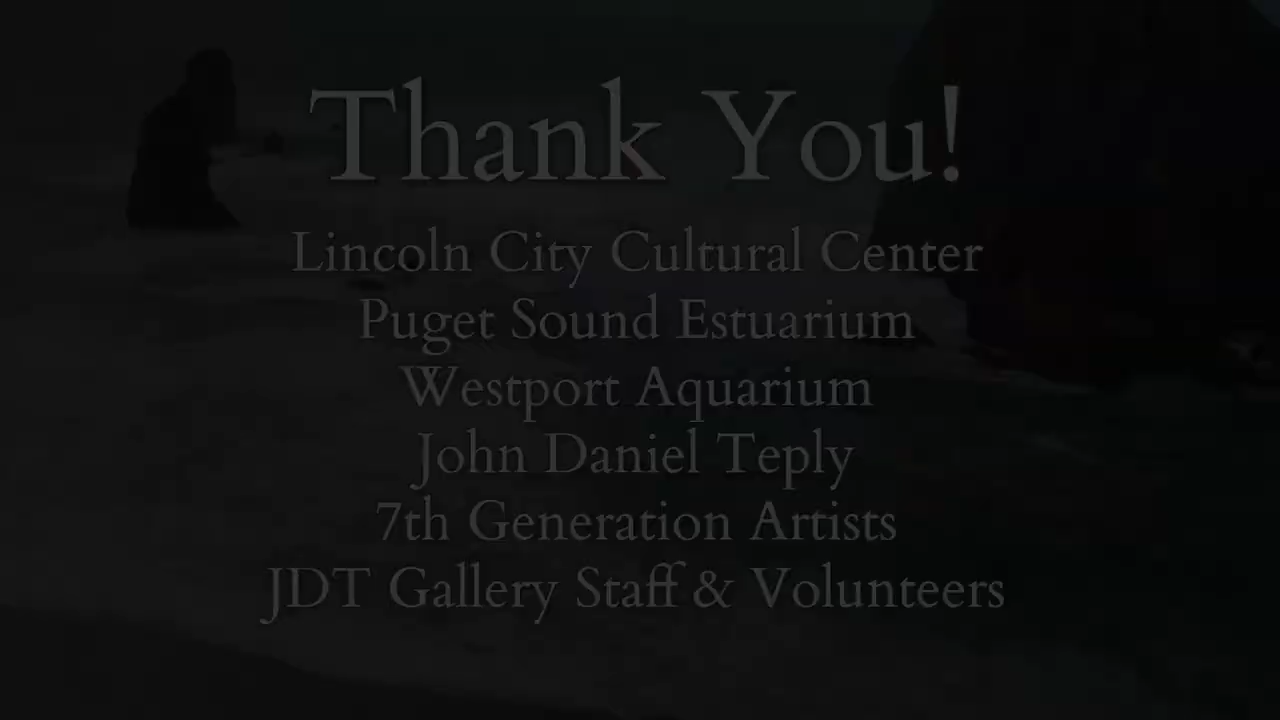 Thank You!
Lincoln City Cultural Center
Puget Sound Estuarium
Westport Aquarium
John Daniel Teply
7th Generation Artists
JDT Gallery Staff & Volunteers